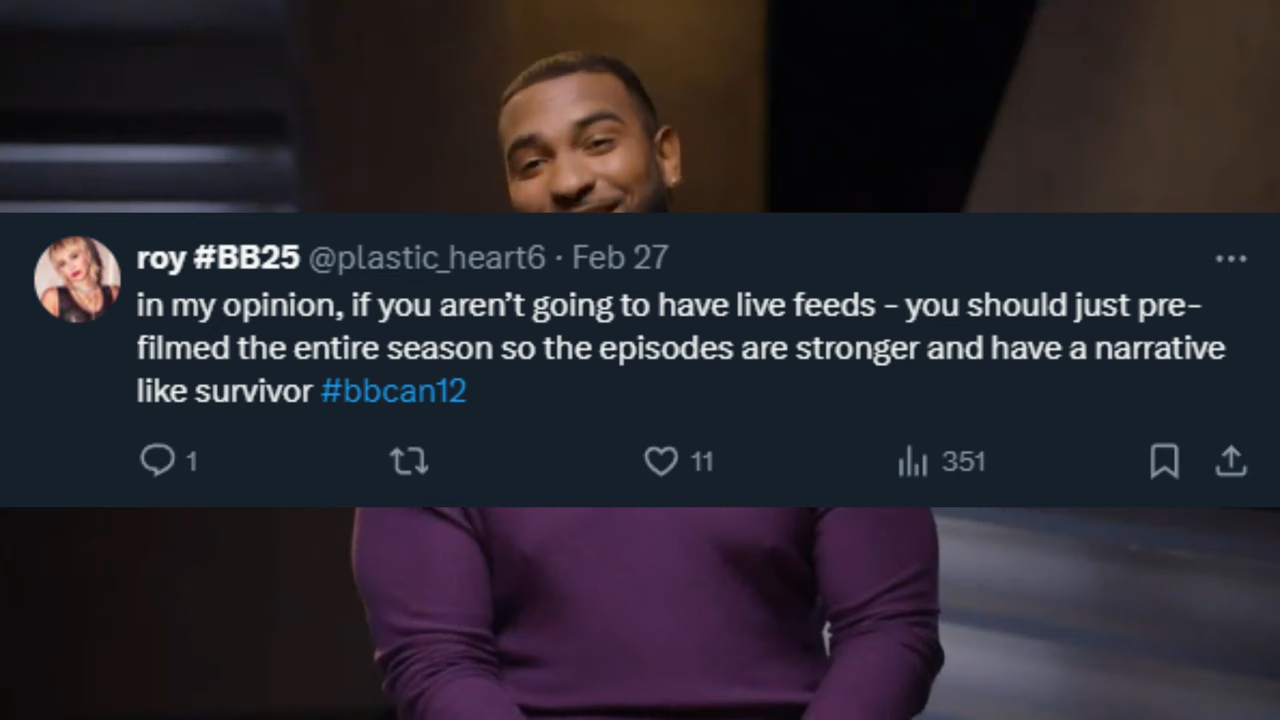 roy #BB25 @plastic_heart6 · Feb 27
in my opinion, if you aren’t going to have live feeds – you should just pre-
filmed the entire season so the episodes are stronger and have a narrative
like survivor #bbcan12
1 11 351